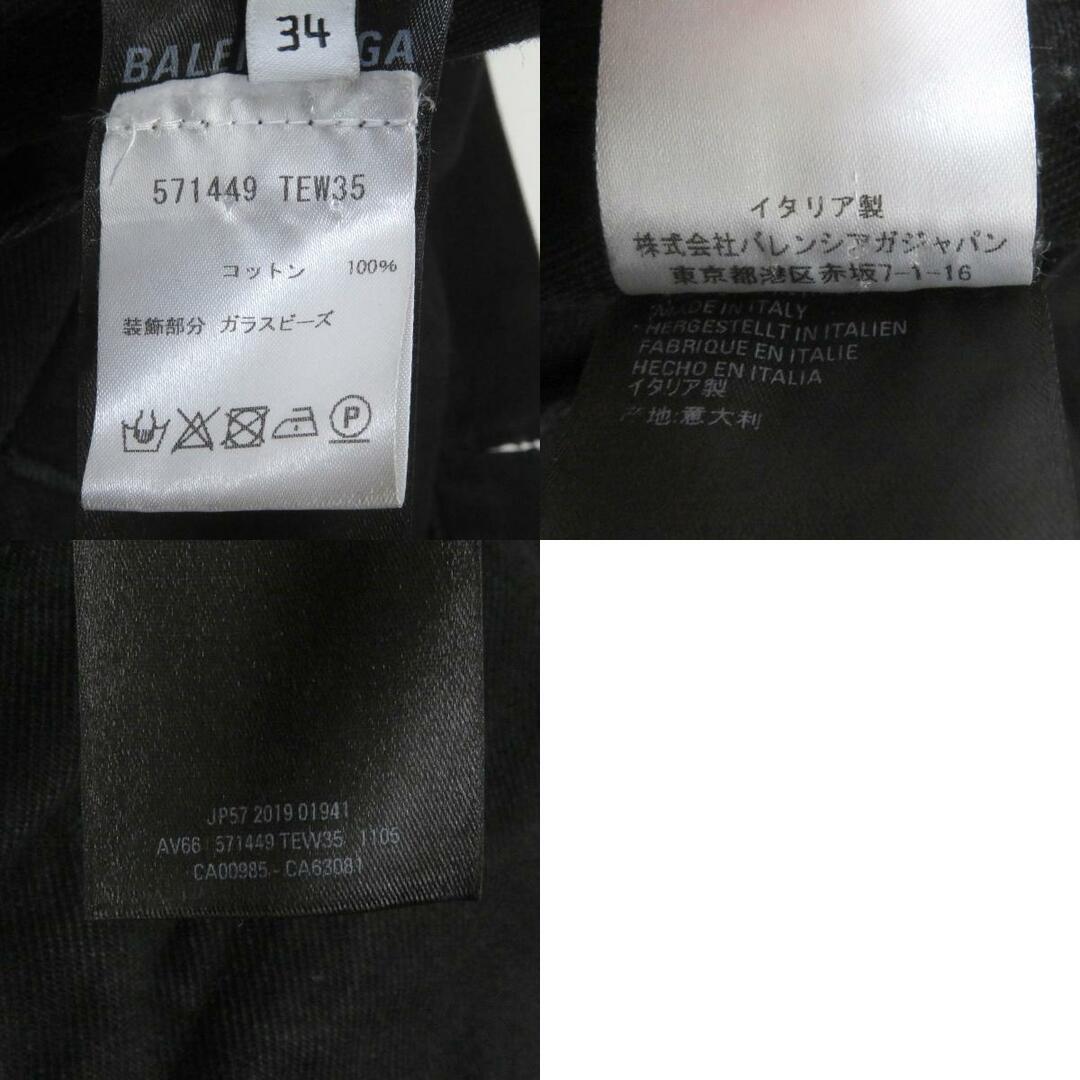 34
571449 TEW35
コットン 100%
装飾部分 ガラスビーズ
P
イタリア製
株式会社バレンシアガジャパン
東京都港区赤坂7-1-16
MADE IN ITALY
HERGESTELLT IN ITALIEN
FABRIQUE EN ITALIE
HECHO EN ITALIA
イタリア製
产地:意大利
JP57 2019 01941
AV66 571449 TEW35 1105
CA00985 - CA63081